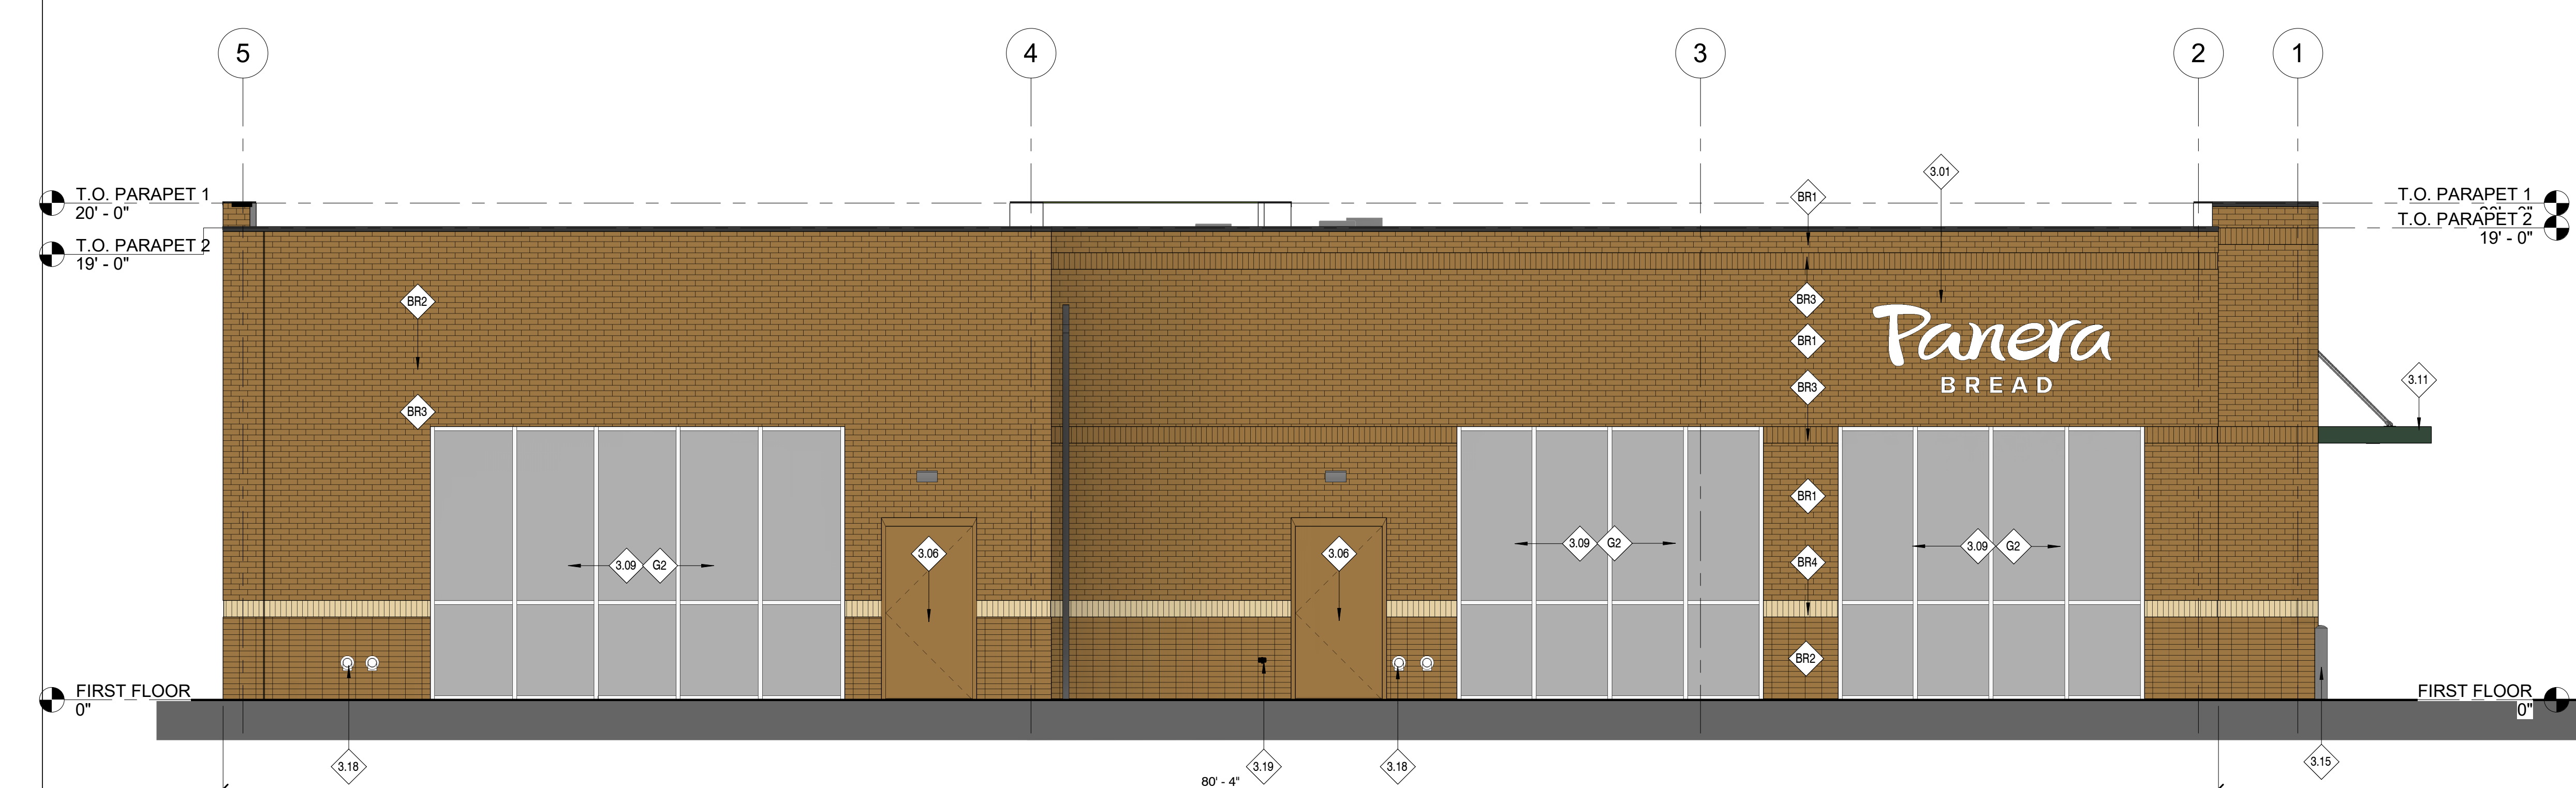 5
4
3
2
1
3.01
T.O. PARAPET 1
20' - 0"
T.O. PARAPET 2
19' - 0"
BR1
T.O. PARAPET 1
T.O. PARAPET 2
19' - 0"
BR2
BR3
BR1
Panera
BREAD
BR3
3.11
BR3
BR1
3.06
3.06
3.09
G2
3.09
G2
3.09
G2
BR4
BR2
FIRST FLOOR
0"
FIRST FLOOR
0"
3.18
3.19
3.18
3.15
80' - 4"